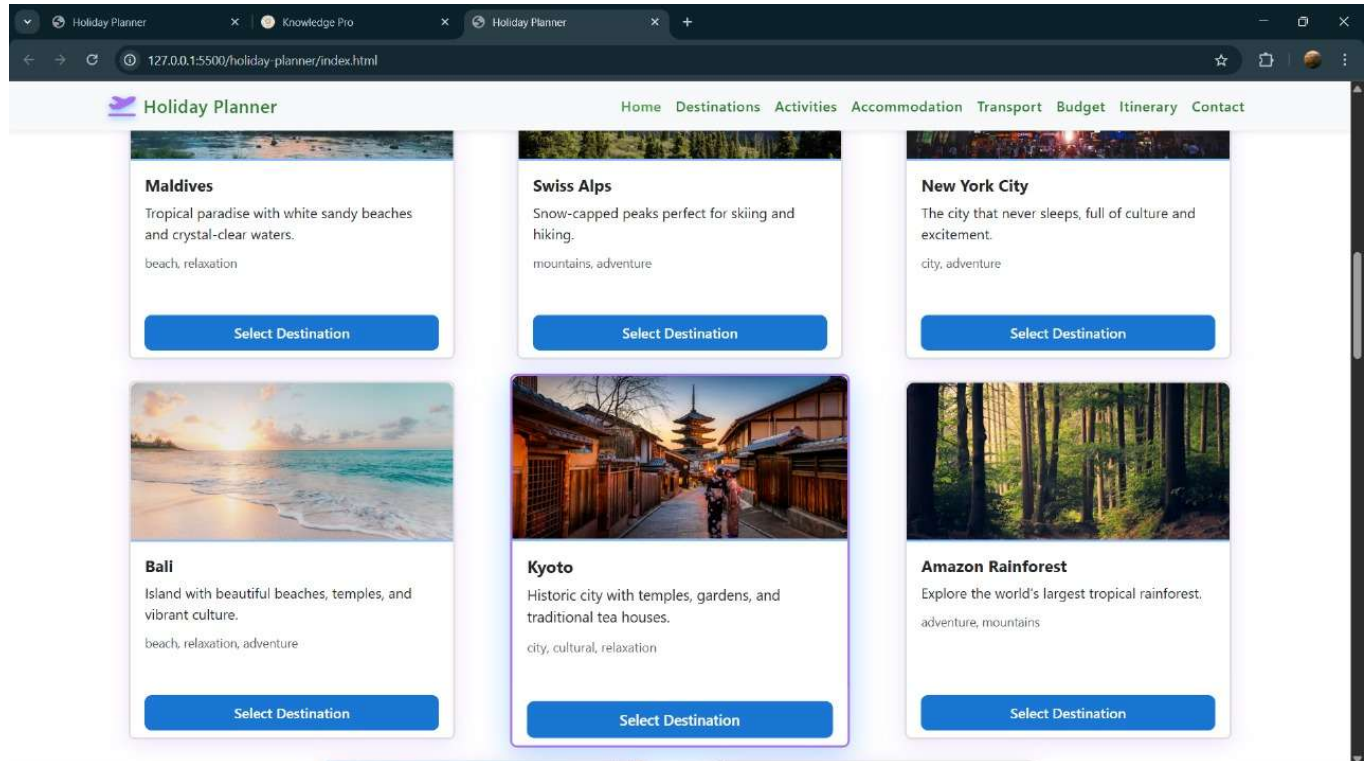 Holiday Planner
Knowledge Pro
Holiday Planner
127.0.0.1:5500/holiday-planner/index.html
Holiday Planner
Home Destinations Activities Accommodation Transport Budget Itinerary Contact
Maldives
Tropical paradise with white sandy beaches
and crystal-clear waters.
beach, relaxation
Select Destination
Swiss Alps
Snow-capped peaks perfect for skiing and
hiking.
mountains, adventure
Select Destination
New York City
The city that never sleeps, full of culture and
excitement.
city, adventure
Select Destination
Bali
Island with beautiful beaches, temples, and
vibrant culture.
beach, relaxation, adventure
Select Destination
Kyoto
Historic city with temples, gardens, and
traditional tea houses.
city, cultural, relaxation
Select Destination
Amazon Rainforest
Explore the world's largest tropical rainforest.
adventure, mountains
Select Destination